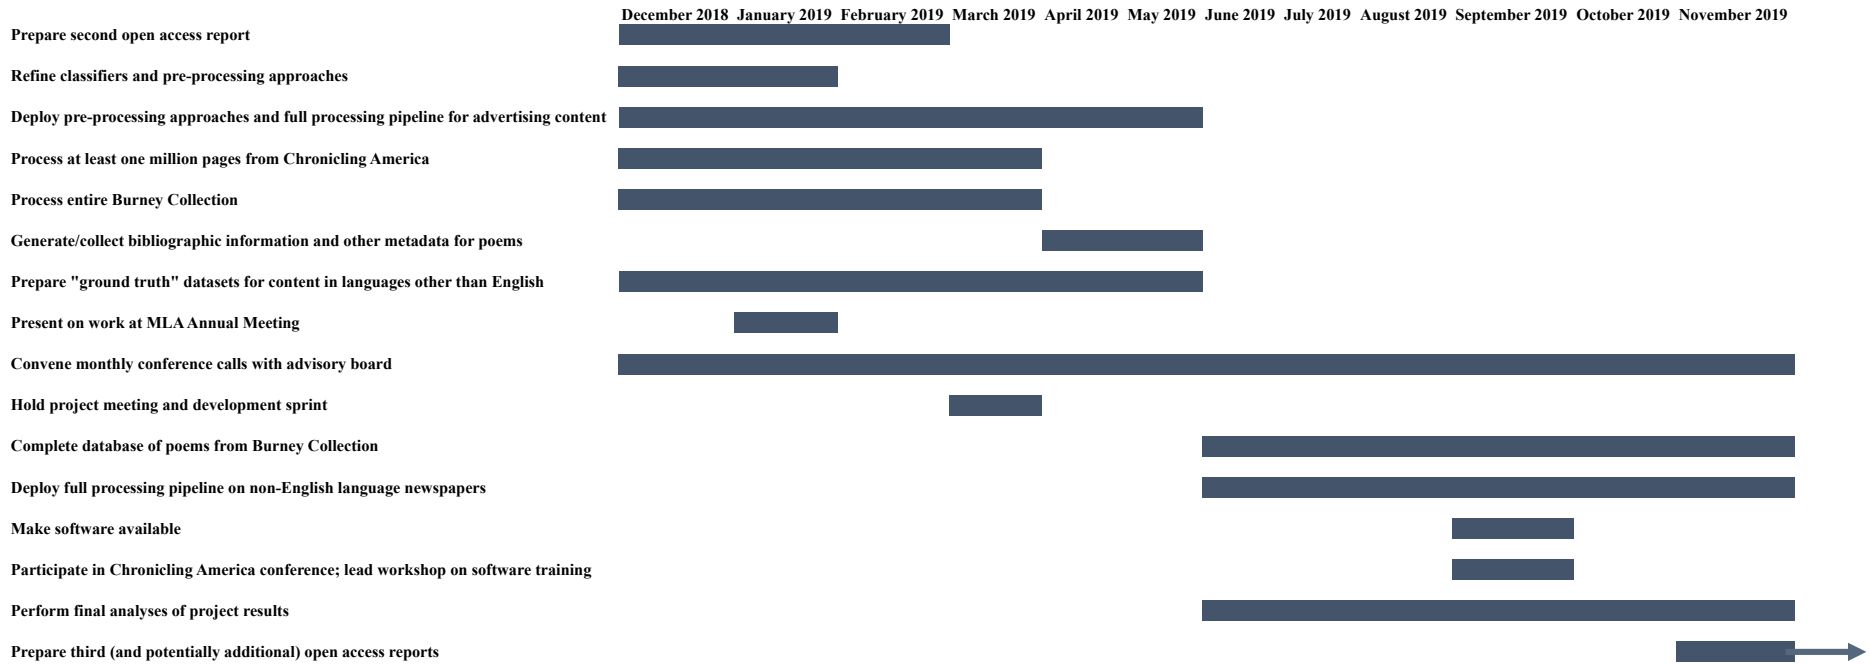 December 2018 January 2019 February 2019 March 2019 April 2019 May 2019 June 2019 July 2019 August 2019 September 2019 October 2019 November 2019
Prepare second open access report
Refine classifiers and pre-processing approaches
Deploy pre-processing approaches and full processing pipeline for advertising content
Process at least one million pages from Chronicling America
Process entire Burney Collection
Generate/collect bibliographic information and other metadata for poems
Prepare "ground truth" datasets for content in languages other than English
Present on work at MLA Annual Meeting
Convene monthly conference calls with advisory board
Hold project meeting and development sprint
Complete database of poems from Burney Collection
Deploy full processing pipeline on non-English language newspapers
Make software available
Participate in Chronicling America conference; lead workshop on software training
Perform final analyses of project results
Prepare third (and potentially additional) open access reports